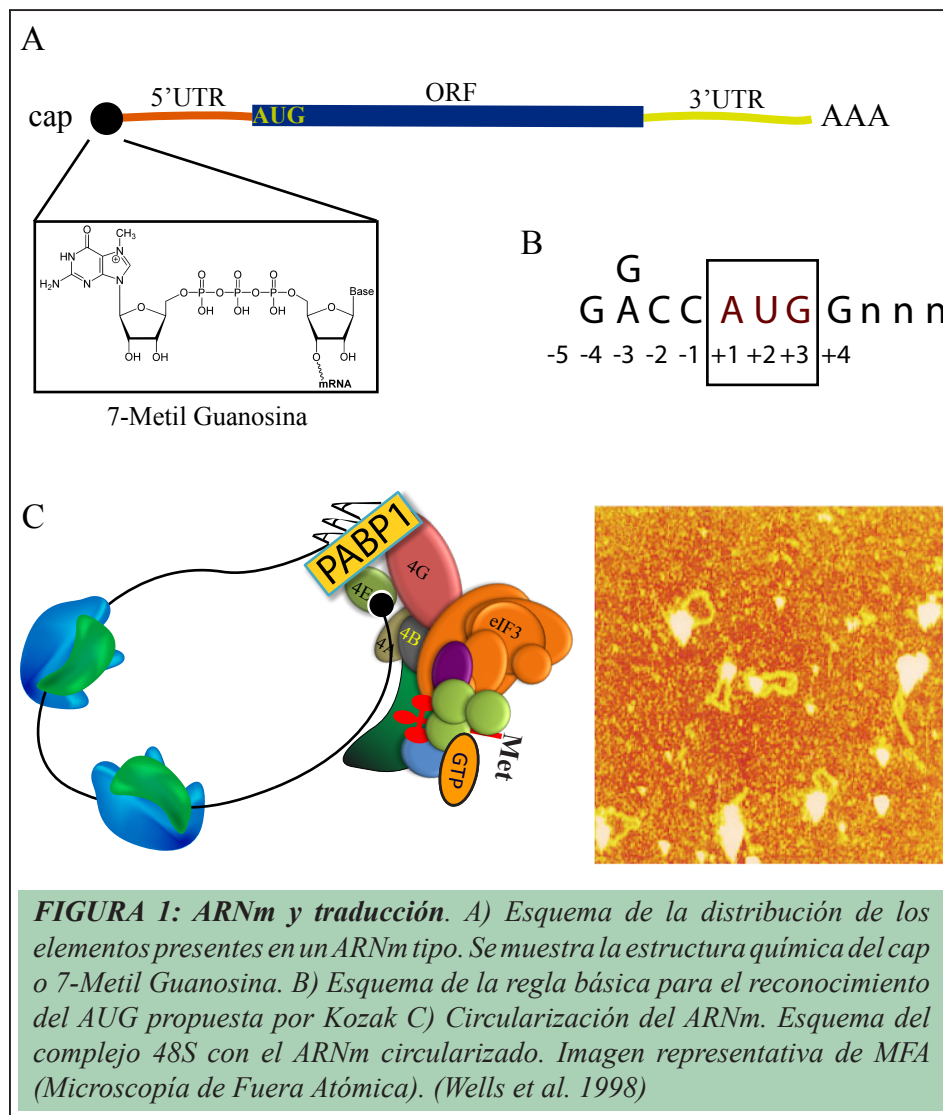 A
cap
5'UTR
AUG
ORF
3'UTR
AAA
O
CH3
N
HN
H2N
N
N
O
O
O
O
O
P
O
P
O
P
O
OH
OH
OH
OH
OH
O
Base
O
OH
mRNA
7-Metil Guanosina
B
G
G A C C A U G G n n n
-5 -4 -3 -2 -1 +1 +2 +3 +4
C
AAA
PABP1
4G
4E
4A
4B
eIF3
Met
GTP
FIGURA 1: ARNm y traducción. A) Esquema de la distribución de los
elementos presentes en un ARNm tipo. Se muestra la estructura química del cap
o 7-Metil Guanosina. B) Esquema de la regla básica para el reconocimiento
del AUG propuesta por Kozak C) Circularización del ARNm. Esquema del
complejo 48S con el ARNm circularizado. Imagen representativa de MFA
(Microscopía de Fuera Atómica). (Wells et al. 1998)